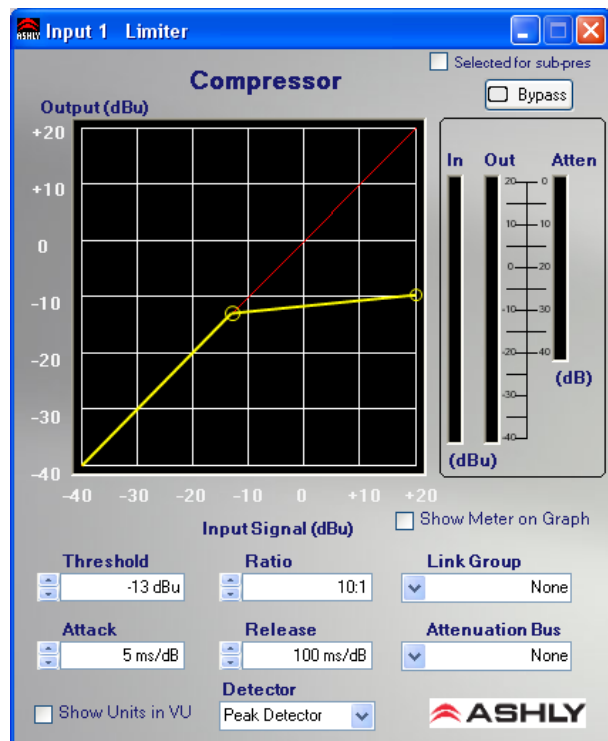 ASHLY Input 1 Limiter
Selected for sub-pres
Compressor
Bypass
Output (dBu)
+20
+10
0
-10
-20
-30
-40
-40 -30 -20 -10 0 +10 +20
Input Signal (dBu)
In Out Atten
20 0
10 10
0 20
-10 30
-20 40
-30
-40
(dB)
(dBu)
Show Meter on Graph
Threshold Ratio Link Group
-13 dBu 10:1 None
Attack Release Attenuation Bus
5 ms/dB 100 ms/dB None
Detector
Show Units in VU Peak Detector ASHLY